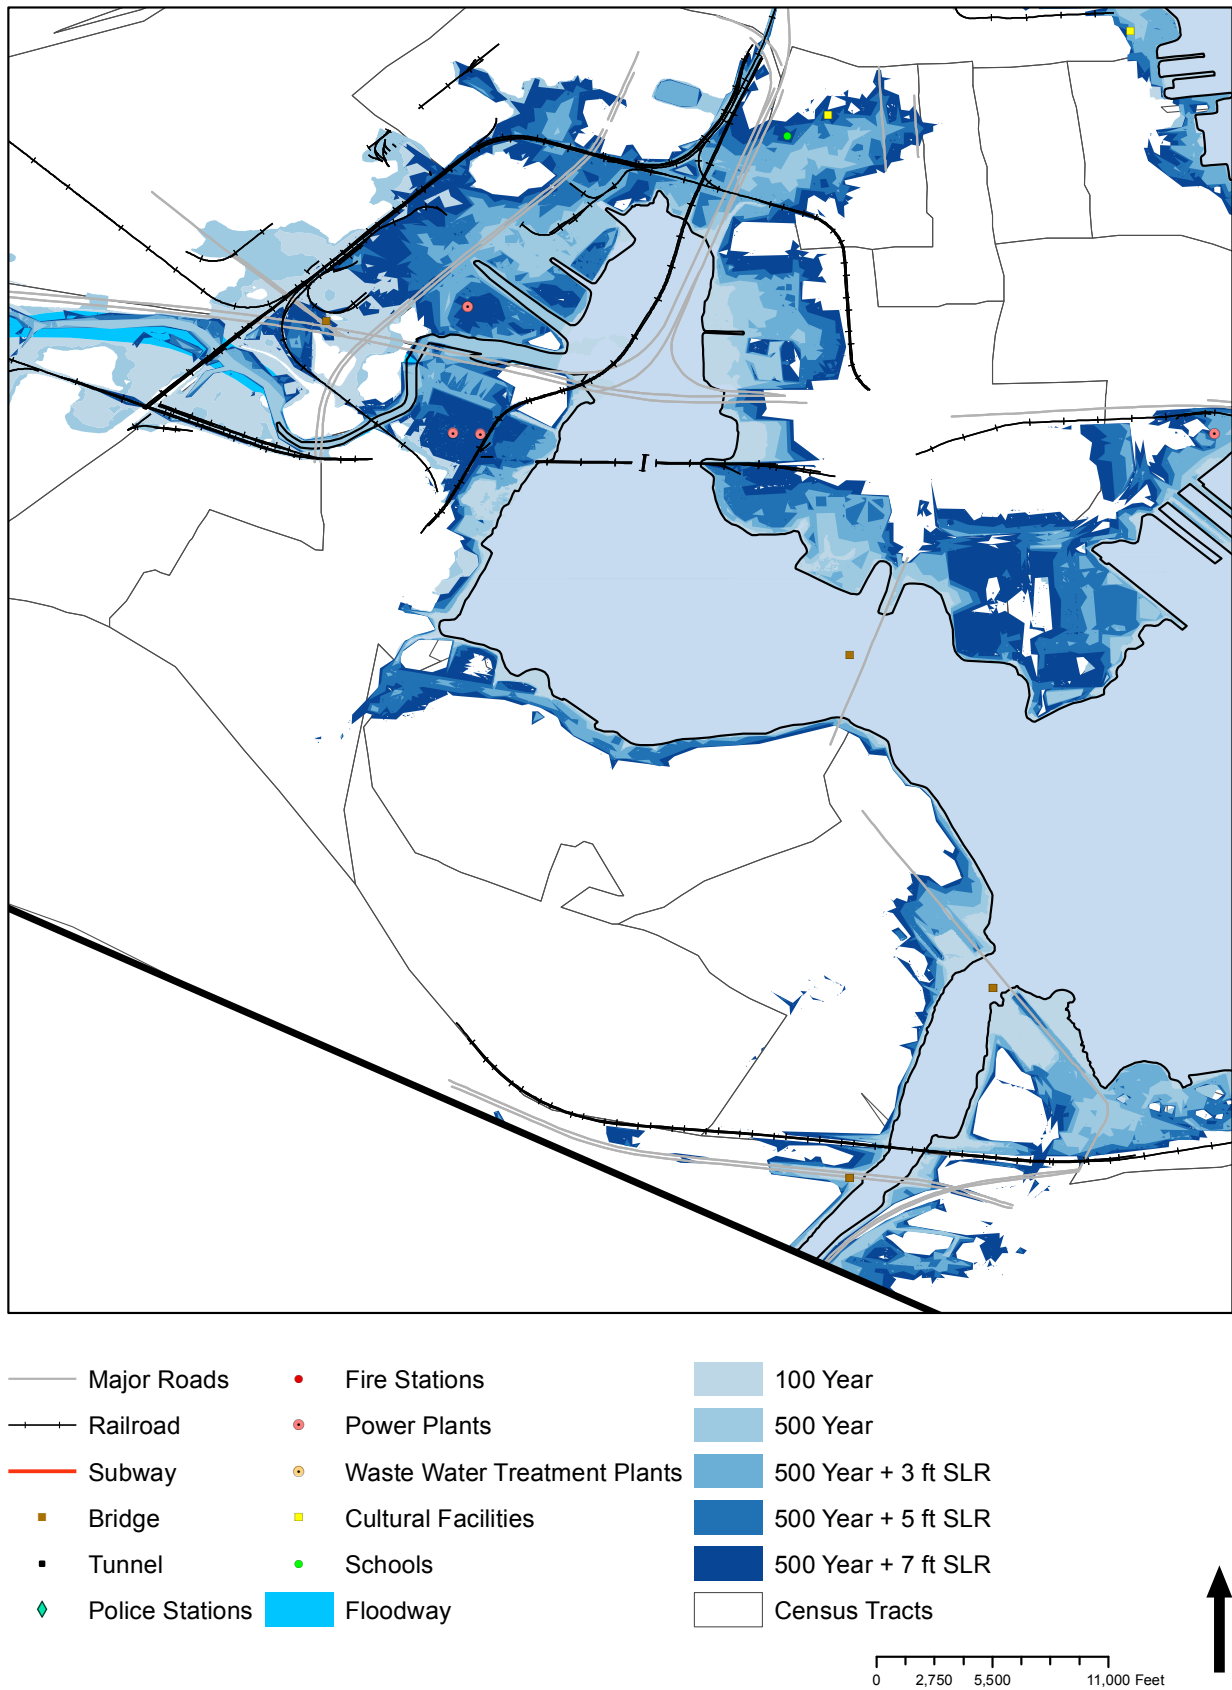 Major Roads
Railroad
Subway
Bridge
Tunnel
Police Stations
Fire Stations
Power Plants
Waste Water Treatment Plants
Cultural Facilities
Schools
Floodway
100 Year
500 Year
500 Year + 3 ft SLR
500 Year + 5 ft SLR
500 Year + 7 ft SLR
Census Tracts
0 2,750 5,500 11,000 Feet